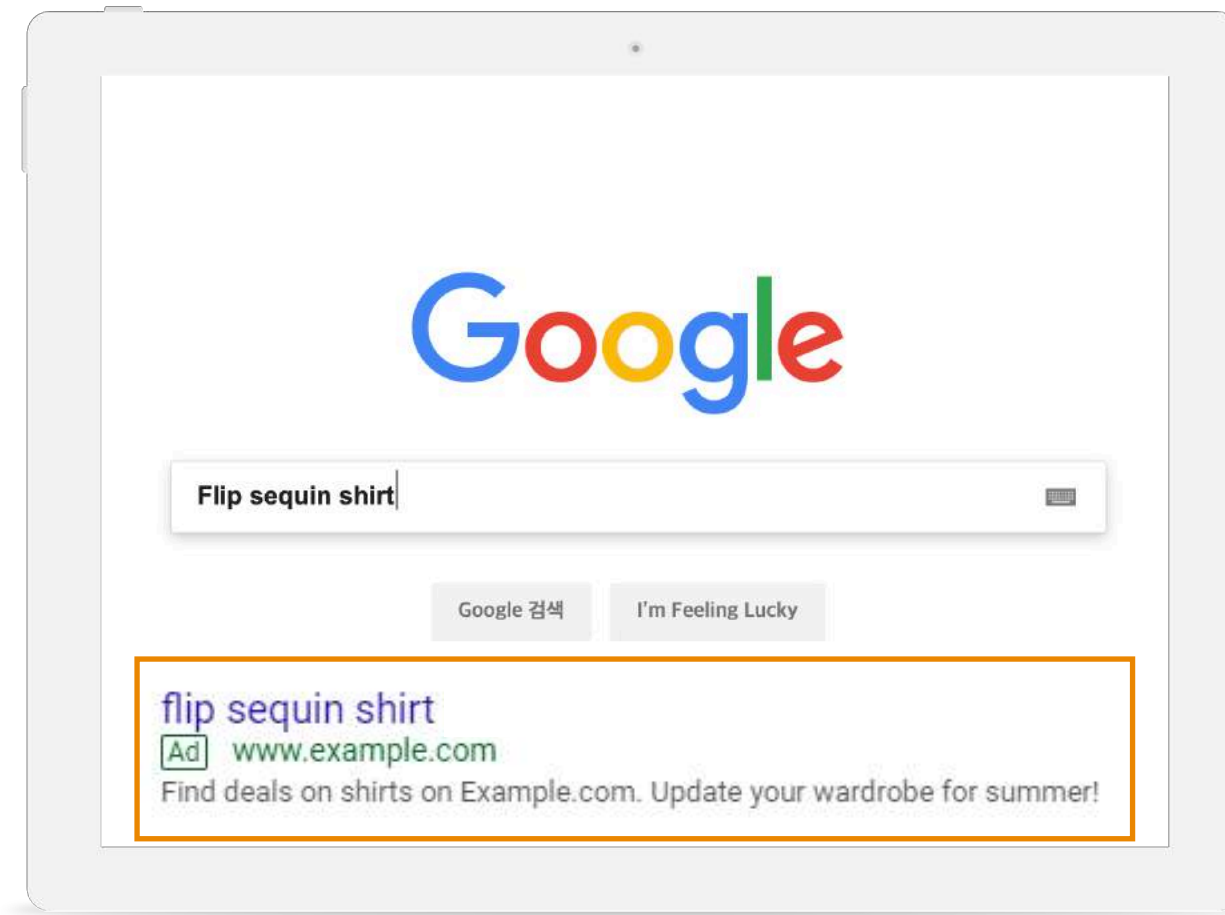 Google
Flip sequin shirt
Google 검색 I'm Feeling Lucky
flip sequin shirt
Ad www.example.com
Find deals on shirts on Example.com. Update your wardrobe for summer!